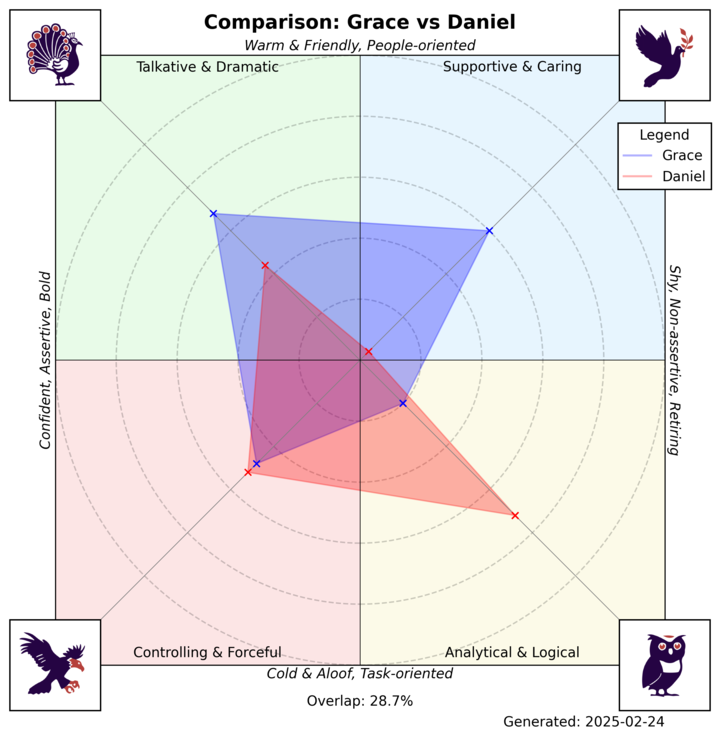 Comparison: Grace vs Daniel
Warm & Friendly, People-oriented
Talkative & Dramatic
Supportive & Caring
Legend
Grace
Daniel
Confident, Assertive, Bold
Shy, Non-assertive, Retiring
Controlling & Forceful
Analytical & Logical
Cold & Aloof, Task-oriented
Overlap: 28.7%
Generated: 2025-02-24